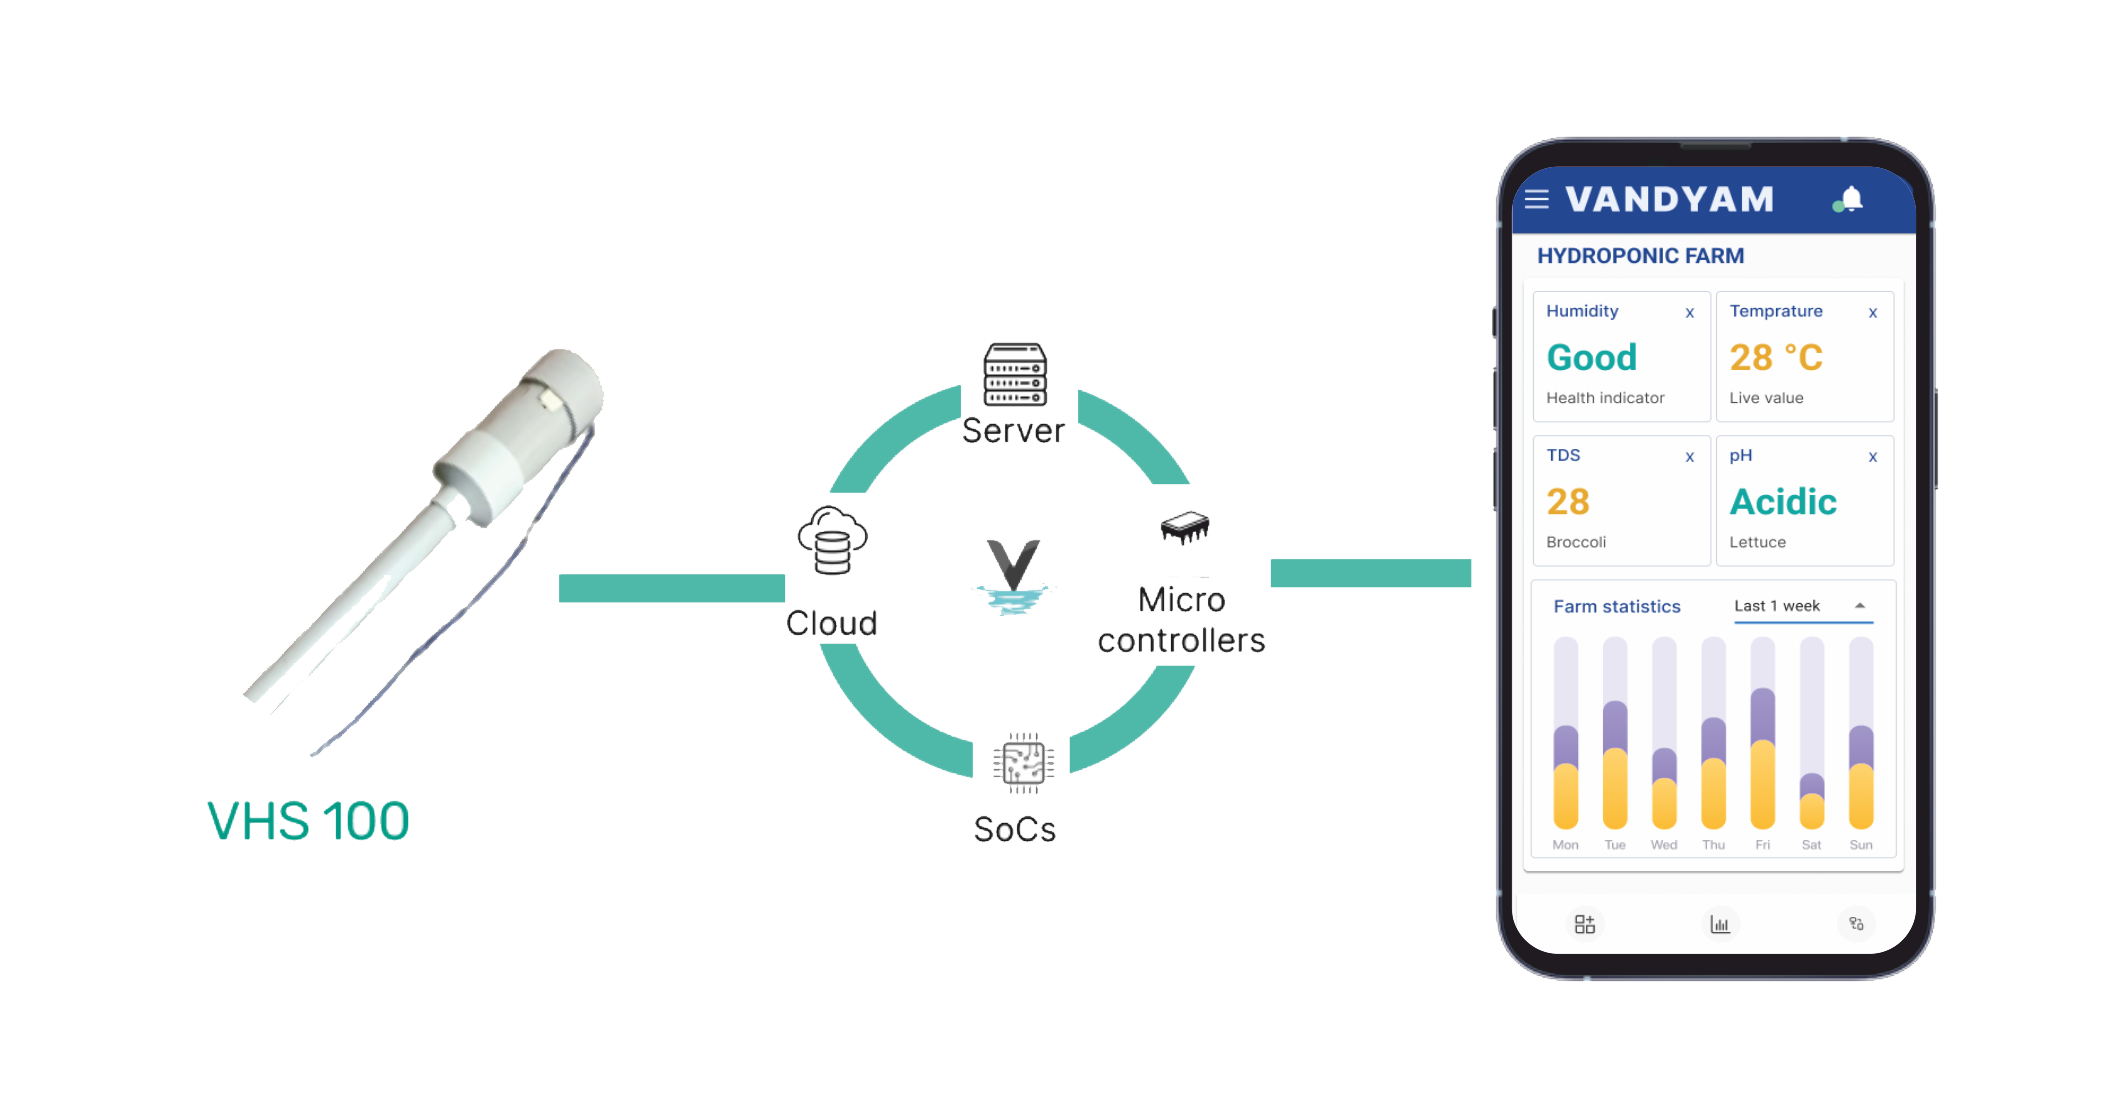 VHS 100
Server
Cloud
V
Micro
controllers
SoCs
VANDYAM
HYDROPONIC FARM
Humidity x
Good
Health indicator
Temprature x
28 °C
Live value
TDS x
28
Broccoli
pH x
Acidic
Lettuce
Farm statistics Last 1 week
Mon Tue Wed Thu Fri Sat Sun